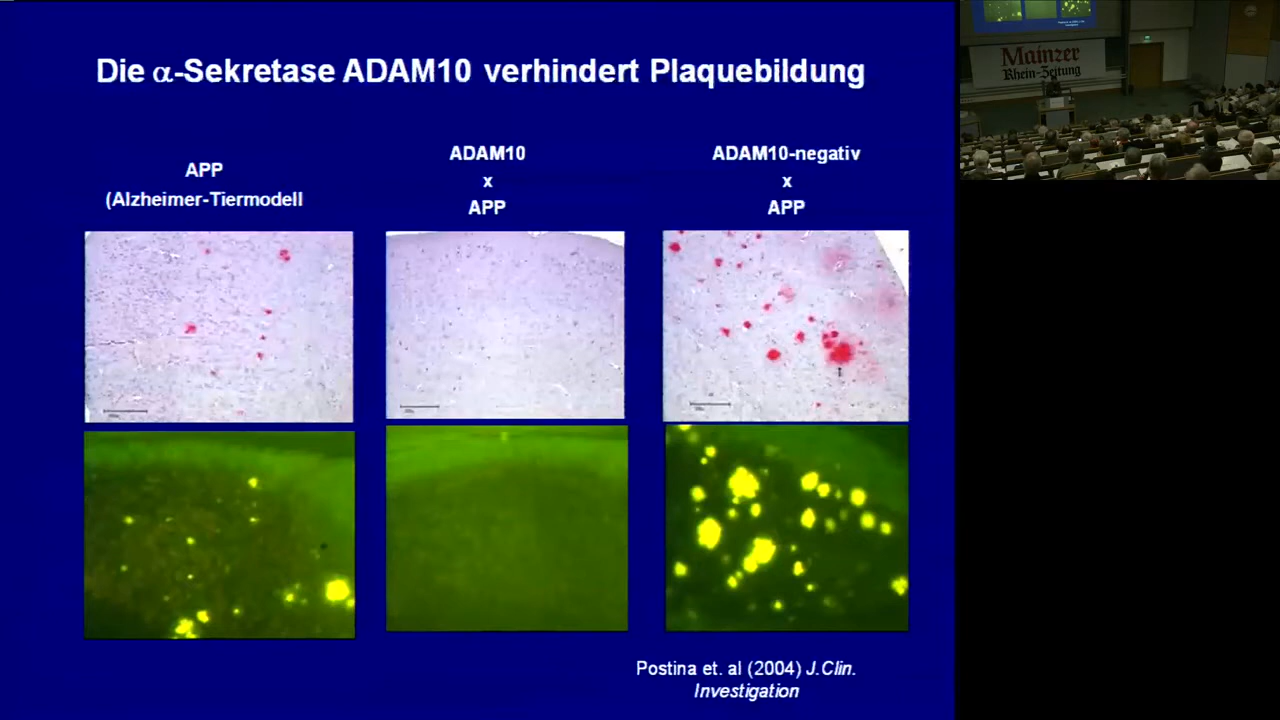 Die α-Sekretase ADAM10 verhindert Plaquebildung
APP
(Alzheimer-Tiermodell
ADAM10
x
APP
ADAM10-negativ
x
APP
Postina et. al (2004) J.Clin.
Investigation
Mainzer
Rhein-Zeitung